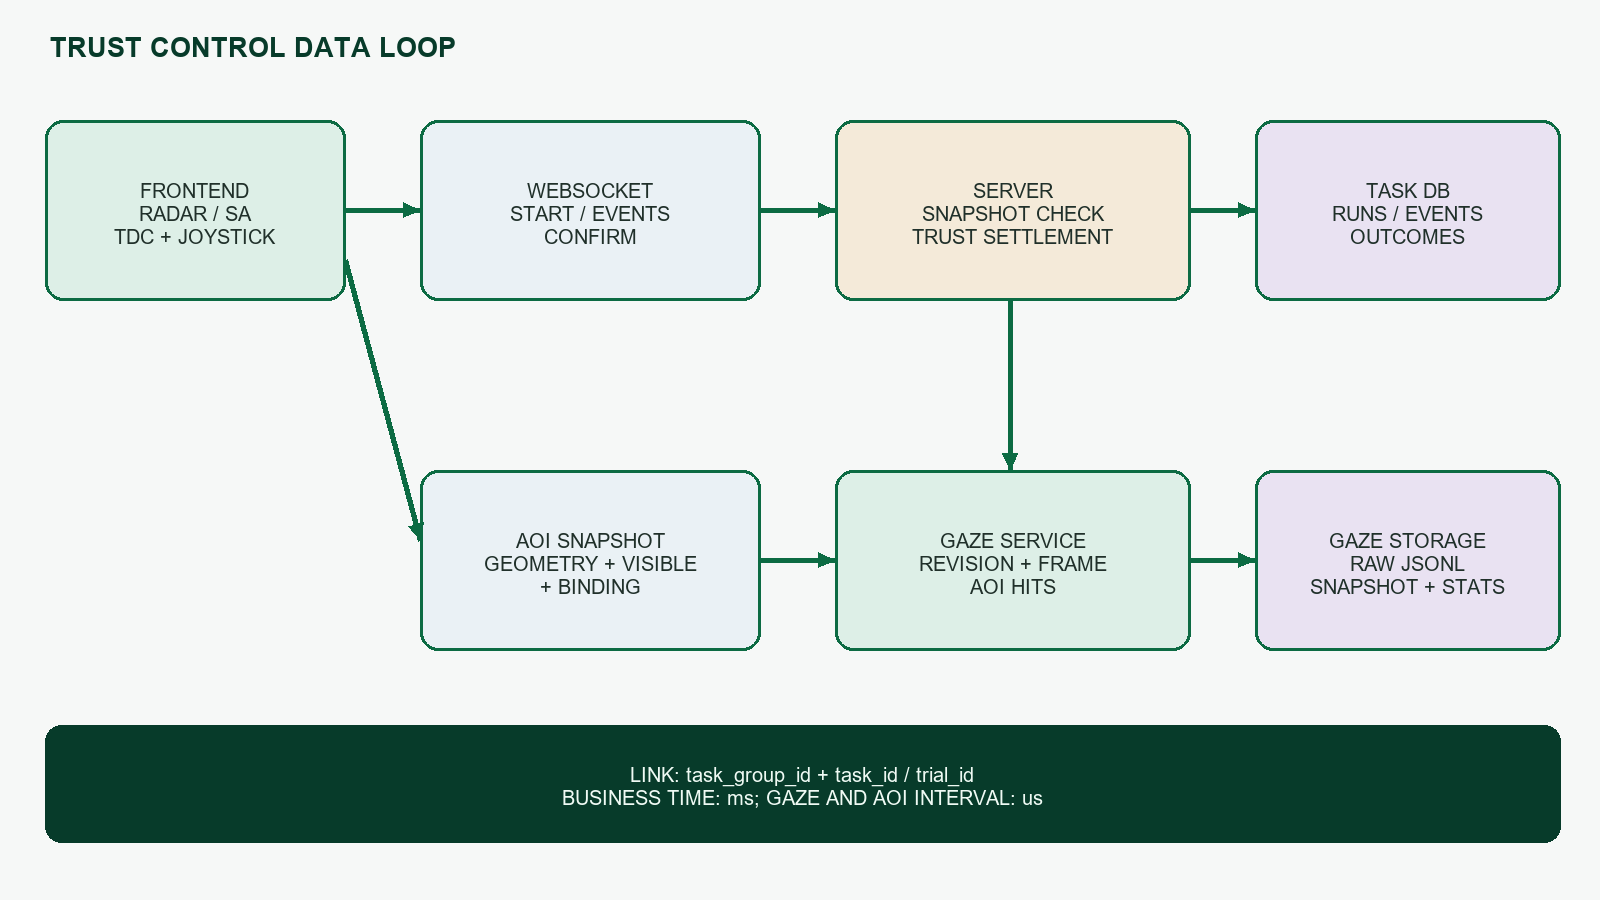 TRUST CONTROL DATA LOOP
FRONTEND
RADAR / SA
TDC + JOYSTICK
WEBSOCKET
START / EVENTS
CONFIRM
SERVER
SNAPSHOT CHECK
TRUST SETTLEMENT
TASK DB
RUNS / EVENTS
OUTCOMES
AOI SNAPSHOT
GEOMETRY + VISIBLE
+ BINDING
GAZE SERVICE
REVISION + FRAME
AOI HITS
GAZE STORAGE
RAW JSONL
SNAPSHOT + STATS
LINK: task_group_id + task_id / trial_id
BUSINESS TIME: ms; GAZE AND AOI INTERVAL: us